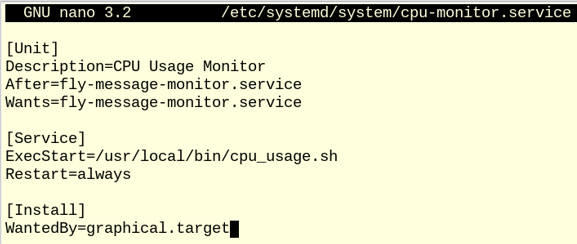 GNU nano 3.2 /etc/systemd/system/cpu-monitor.service
[Unit]
Description=CPU Usage Monitor
After=fly-message-monitor.service
Wants=fly-message-monitor.service
[Service]
ExecStart=/usr/local/bin/cpu_usage.sh
Restart=always
[Install]
WantedBy=graphical.target